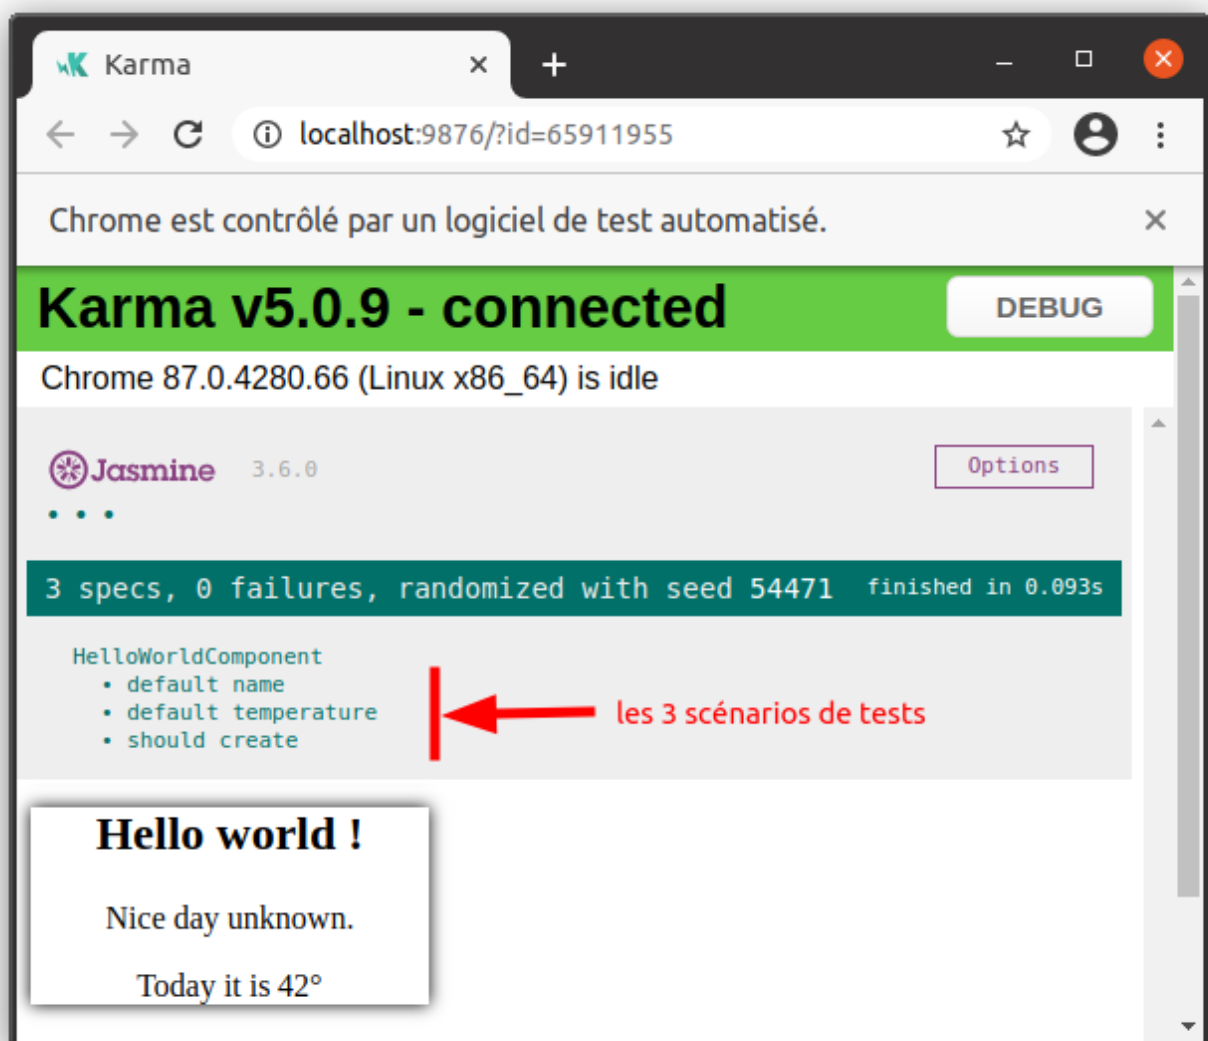 Karma
localhost:9876/?id=65911955
Chrome est contrôlé par un logiciel de test automatisé.
Karma v5.0.9 - connected
DEBUG
Chrome 87.0.4280.66 (Linux x86_64) is idle
Jasmine 3.6.0
Options
• • •
3 specs, 0 failures, randomized with seed 54471 finished in 0.093s
HelloWorldComponent
• default name
• default temperature
• should create
les 3 scénarios de tests
Hello world !
Nice day unknown.
Today it is 42°